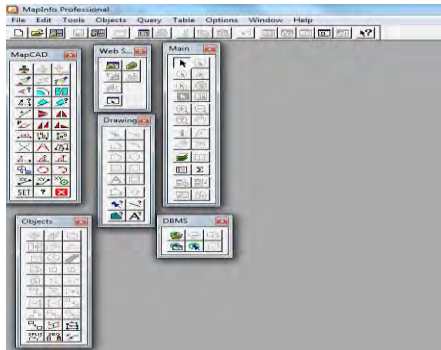 MapInfo Professional
File Edit Tools Objects Query Table Options Window Help
MapCAD
Web S...
Main
Drawing
SET ?
Objects
DBMS